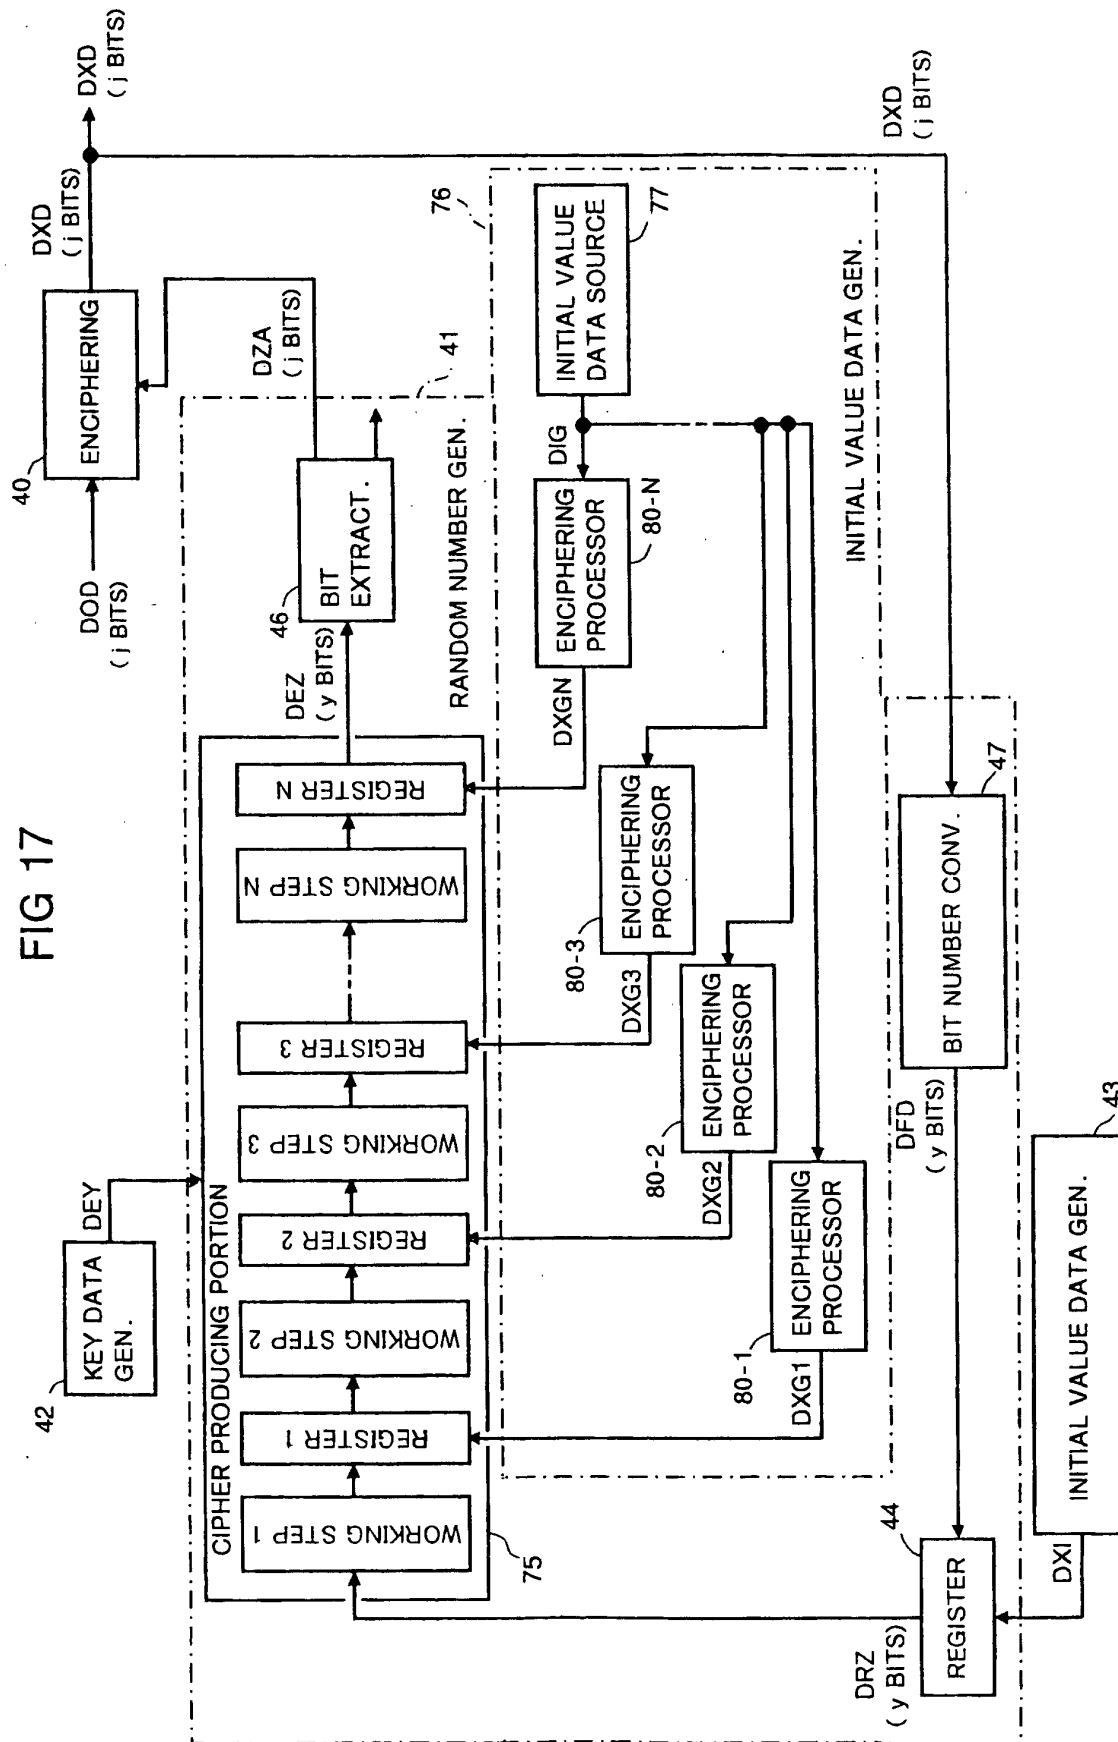 FIG 17
40
ENCIPHERING
DOD
( j BITS)
DXD
( j BITS)
DXD
( j BITS)
DZA
( j BITS)
41
42
KEY DATA
GEN.
DEY
CIPHER PRODUCING PORTION
WORKING STEP 1
REGISTER 1
WORKING STEP 2
REGISTER 2
WORKING STEP 3
REGISTER 3
WORKING STEP N
REGISTER N
75
DEZ
( y BITS)
46
BIT
EXTRACT.
RANDOM NUMBER GEN.
76
INITIAL VALUE
DATA SOURCE
77
DIG
ENCIPHERING
PROCESSOR
80-N
DXGN
ENCIPHERING
PROCESSOR
80-3
DXG3
ENCIPHERING
PROCESSOR
80-2
DXG2
ENCIPHERING
PROCESSOR
80-1
DXG1
INITIAL VALUE DATA GEN.
DXD
( j BITS)
BIT NUMBER CONV.
47
DFD
( y BITS)
44
REGISTER
DRZ
( y BITS)
DXI
INITIAL VALUE DATA GEN.
43